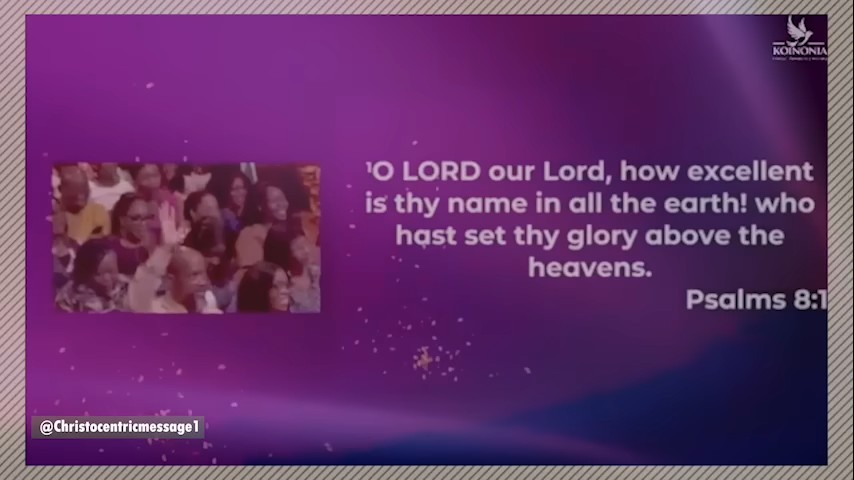 KOINONIA
¹O LORD our Lord, how excellent
is thy name in all the earth! who
hast set thy glory above the
heavens.
Psalms 8:1
@Christocentricmessage1